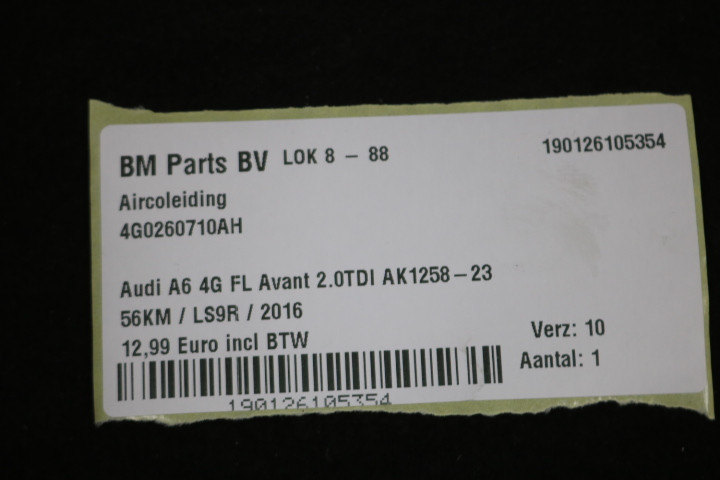 BM Parts BV LOK 8 - 88 190126105354
Aircoleiding
4G0260710AH
Audi A6 4G FL Avant 2.0TDI AK1258-23
56KM / LS9R / 2016
12,99 Euro incl BTW
Verz: 10
Aantal: 1
190126105354